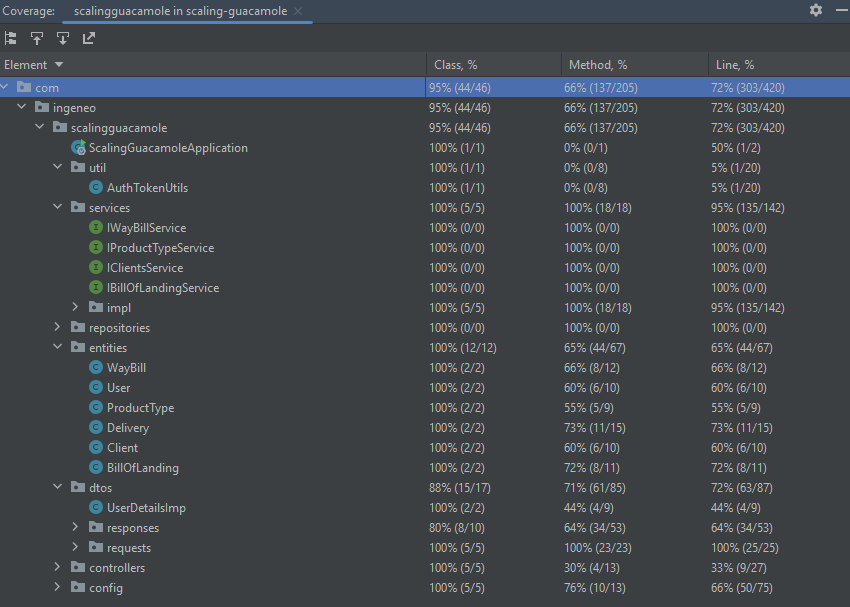 Coverage: scalingguacamole in scaling-guacamole
Element Class, % Method, % Line, %
com 95% (44/46) 66% (137/205) 72% (303/420)
ingeneo 95% (44/46) 66% (137/205) 72% (303/420)
scalingguacamole 95% (44/46) 66% (137/205) 72% (303/420)
ScalingGuacamoleApplication 100% (1/1) 0% (0/1) 50% (1/2)
util 100% (1/1) 0% (0/8) 5% (1/20)
AuthTokenUtils 100% (1/1) 0% (0/8) 5% (1/20)
services 100% (5/5) 100% (18/18) 95% (135/142)
IWayBillService 100% (0/0) 100% (0/0) 100% (0/0)
IProductTypeService 100% (0/0) 100% (0/0) 100% (0/0)
IClientsService 100% (0/0) 100% (0/0) 100% (0/0)
IBillOfLandingService 100% (0/0) 100% (0/0) 100% (0/0)
impl 100% (5/5) 100% (18/18) 95% (135/142)
repositories 100% (0/0) 100% (0/0) 100% (0/0)
entities 100% (12/12) 65% (44/67) 65% (44/67)
WayBill 100% (2/2) 66% (8/12) 66% (8/12)
User 100% (2/2) 60% (6/10) 60% (6/10)
ProductType 100% (2/2) 55% (5/9) 55% (5/9)
Delivery 100% (2/2) 73% (11/15) 73% (11/15)
Client 100% (2/2) 60% (6/10) 60% (6/10)
BillOfLanding 100% (2/2) 72% (8/11) 72% (8/11)
dtos 88% (15/17) 71% (61/85) 72% (63/87)
UserDetailsImp 100% (2/2) 44% (4/9) 44% (4/9)
responses 80% (8/10) 64% (34/53) 64% (34/53)
requests 100% (5/5) 100% (23/23) 100% (25/25)
controllers 100% (5/5) 30% (4/13) 33% (9/27)
config 100% (5/5) 76% (10/13) 66% (50/75)